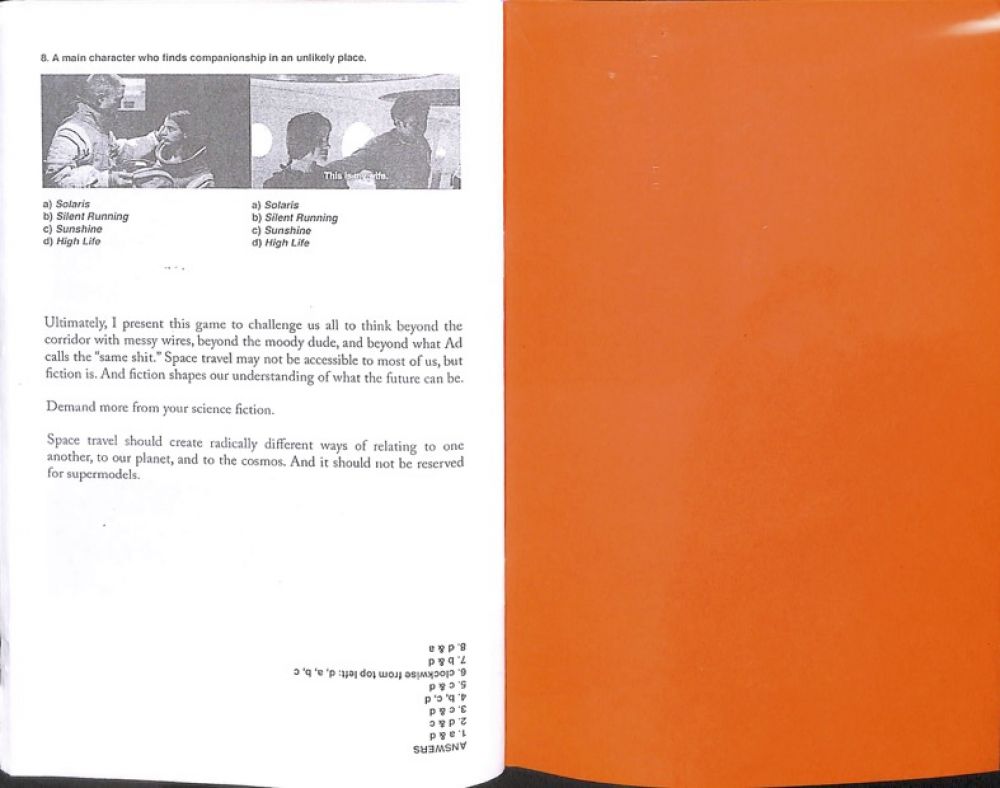 8. A main character who finds companionship in an unlikely place.
This is my wife.
a) Solaris
b) Silent Running
c) Sunshine
d) High Life
a) Solaris
b) Silent Running
c) Sunshine
d) High Life
Ultimately, I present this game to challenge us all to think beyond the
corridor with messy wires, beyond the moody dude, and beyond what Ad
calls the "same shit." Space travel may not be accessible to most of us, but
fiction is. And fiction shapes our understanding of what the future can be.
Demand more from your science fiction.
Space travel should create radically different ways of relating to one
another, to our planet, and to the cosmos. And it should not be reserved
for supermodels.
ANSWERS
1. a & d
2. d & c
3. c & d
4. b, c, d
5. c & d
6. clockwise from top left: d, a, b, c
7. b & d
8. d & a